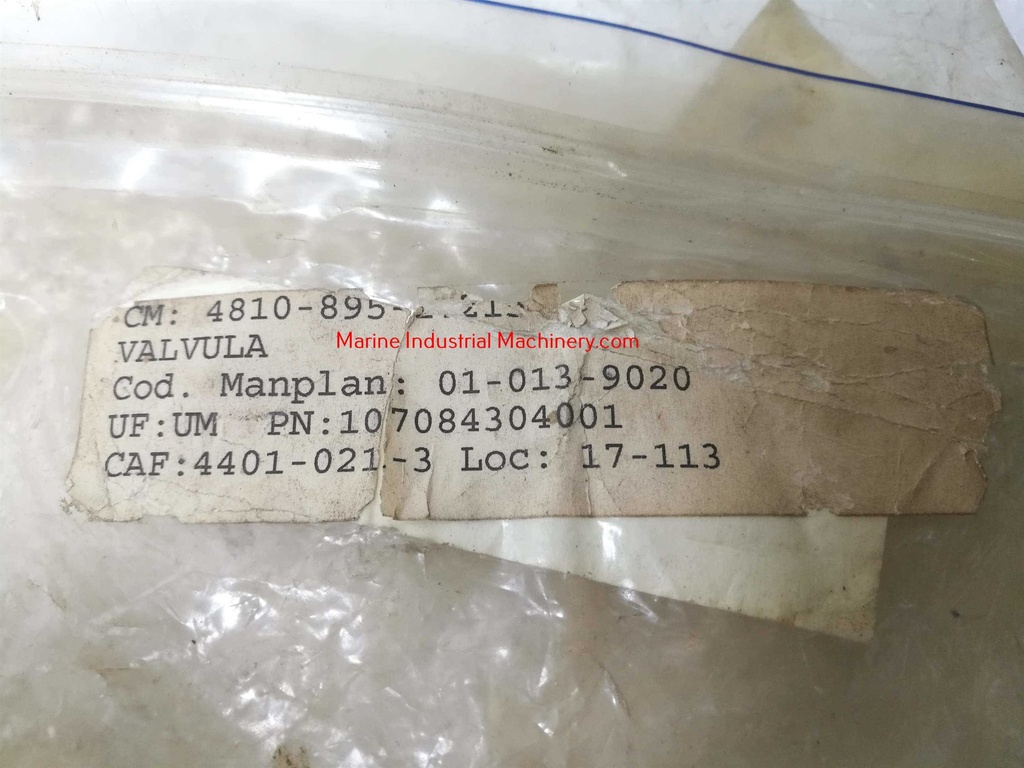 CM: 4810-895-
VALVULA
Marine Industrial Machinery.com
Cod. Manplan: 01-013-9020
UF:UM PN:107084304001
CAF:4401-021-3 Loc: 17-113